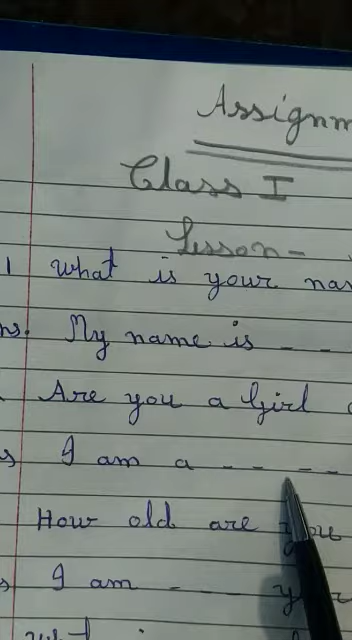 Assignm
Class I
Lesson-
1 What is your na
ns. My name is - -
Are you a Girl
s I am a - - - -
How old are you
s I am - - - y